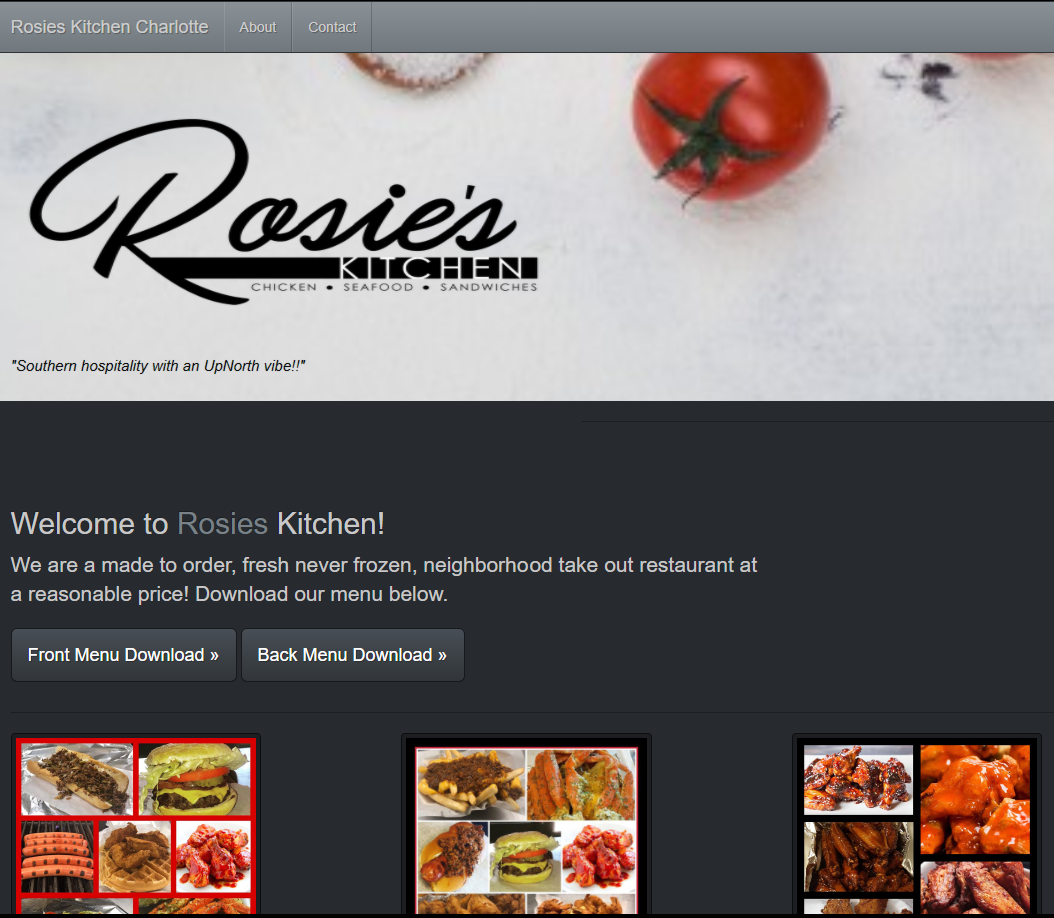 Rosies Kitchen Charlotte About Contact
Rosie's
KITCHEN
CHICKEN • SEAFOOD • SANDWICHES
"Southern hospitality with an UpNorth vibe!!"
Welcome to Rosies Kitchen!
We are a made to order, fresh never frozen, neighborhood take out restaurant at
a reasonable price! Download our menu below.
Front Menu Download » Back Menu Download »